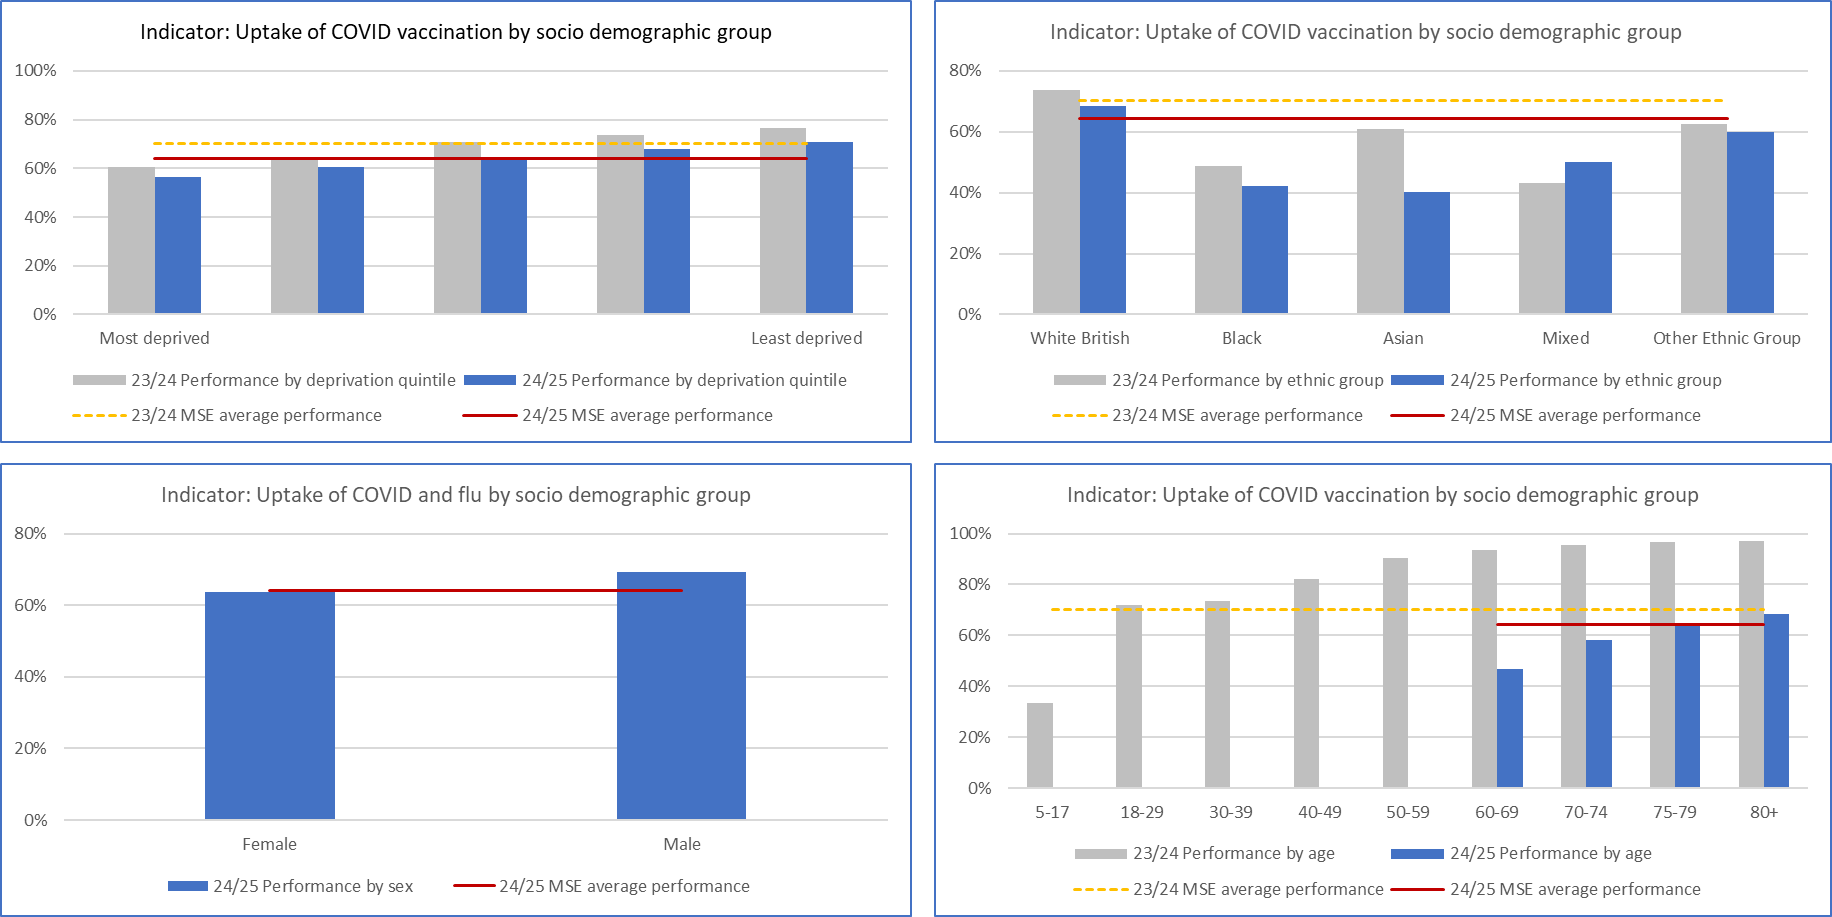 Indicator: Uptake of COVID vaccination by socio demographic group
100%
80%
60%
40%
20%
0%
Most deprived Least deprived
23/24 Performance by deprivation quintile 24/25 Performance by deprivation quintile
23/24 MSE average performance 24/25 MSE average performance
Indicator: Uptake of COVID vaccination by socio demographic group
80%
60%
40%
20%
0%
White British Black Asian Mixed Other Ethnic Group
23/24 Performance by ethnic group 24/25 Performance by ethnic group
23/24 MSE average performance 24/25 MSE average performance
Indicator: Uptake of COVID and flu by socio demographic group
80%
60%
40%
20%
0%
Female Male
24/25 Performance by sex 24/25 MSE average performance
Indicator: Uptake of COVID vaccination by socio demographic group
100%
80%
60%
40%
20%
0%
5-17 18-29 30-39 40-49 50-59 60-69 70-74 75-79 80+
23/24 Performance by age 24/25 Performance by age
23/24 MSE average performance 24/25 MSE average performance